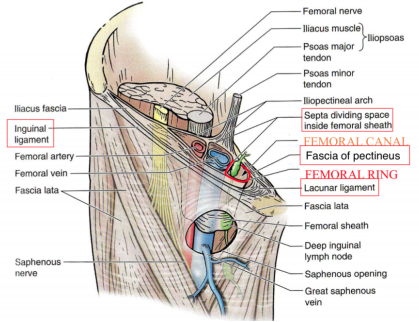 Femoral nerve
Iliacus muscle
Iliopsoas
Psoas major
tendon
Psoas minor
tendon
Iliopectineal arch
Septa dividing space
inside femoral sheath
FEMORAL CANAL
Fascia of pectineus
FEMORAL RING
Lacunar ligament
Fascia lata
Femoral sheath
Deep inguinal
lymph node
Saphenous opening
Great saphenous
vein
Iliacus fascia
Inguinal
ligament
Femoral artery
Femoral vein
Fascia lata
Saphenous
nerve